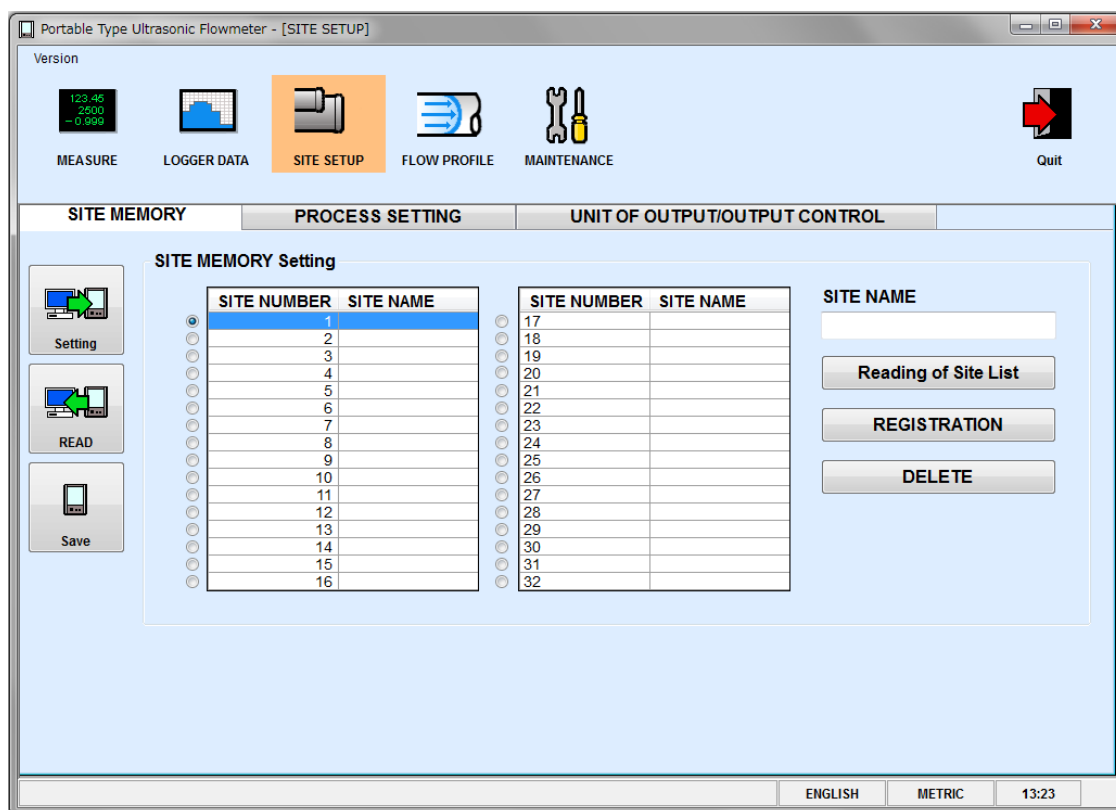 Portable Type Ultrasonic Flowmeter - [SITE SETUP]
Version
123.45
2500
-0.999
MEASURE LOGGER DATA SITE SETUP FLOW PROFILE MAINTENANCE Quit
SITE MEMORY PROCESS SETTING UNIT OF OUTPUT/OUTPUT CONTROL
Setting
READ
Save
SITE MEMORY Setting
SITE NUMBER SITE NAME
1
2
3
4
5
6
7
8
9
10
11
12
13
14
15
16
SITE NUMBER SITE NAME
17
18
19
20
21
22
23
24
25
26
27
28
29
30
31
32
SITE NAME
Reading of Site List
REGISTRATION
DELETE
ENGLISH METRIC 13:23